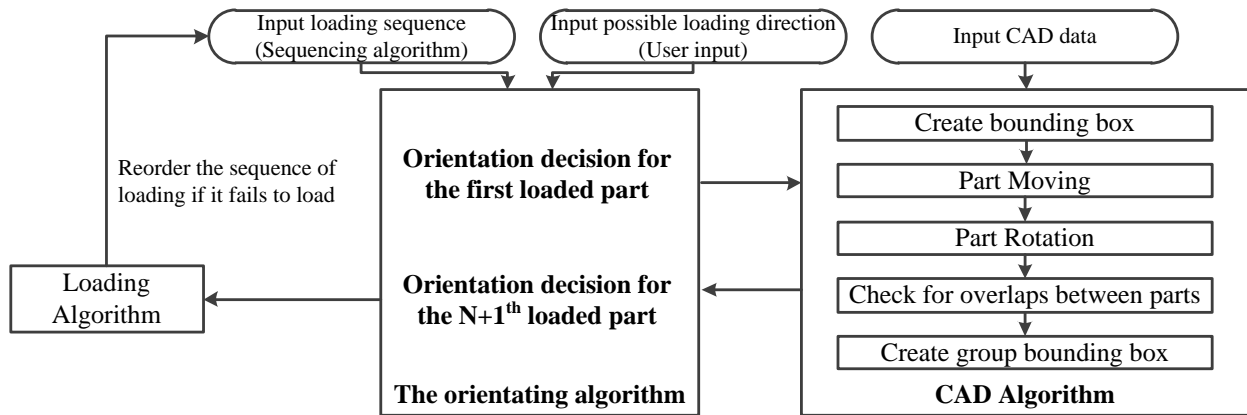 Input loading sequence
(Sequencing algorithm)
Input possible loading direction
(User input)
Input CAD data
Reorder the sequence of
loading if it fails to load
Loading
Algorithm
Orientation decision for
the first loaded part
Orientation decision for
the N+1th loaded part
The orientating algorithm
Create bounding box
Part Moving
Part Rotation
Check for overlaps between parts
Create group bounding box
CAD Algorithm